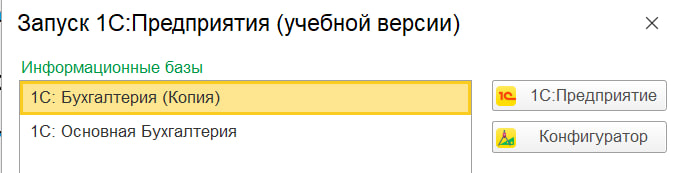 Запуск 1С:Предприятия (учебной версии)
Информационные базы
1С: Бухгалтерия (Копия)
1С: Основная Бухгалтерия
1С:Предприятие
Конфигуратор